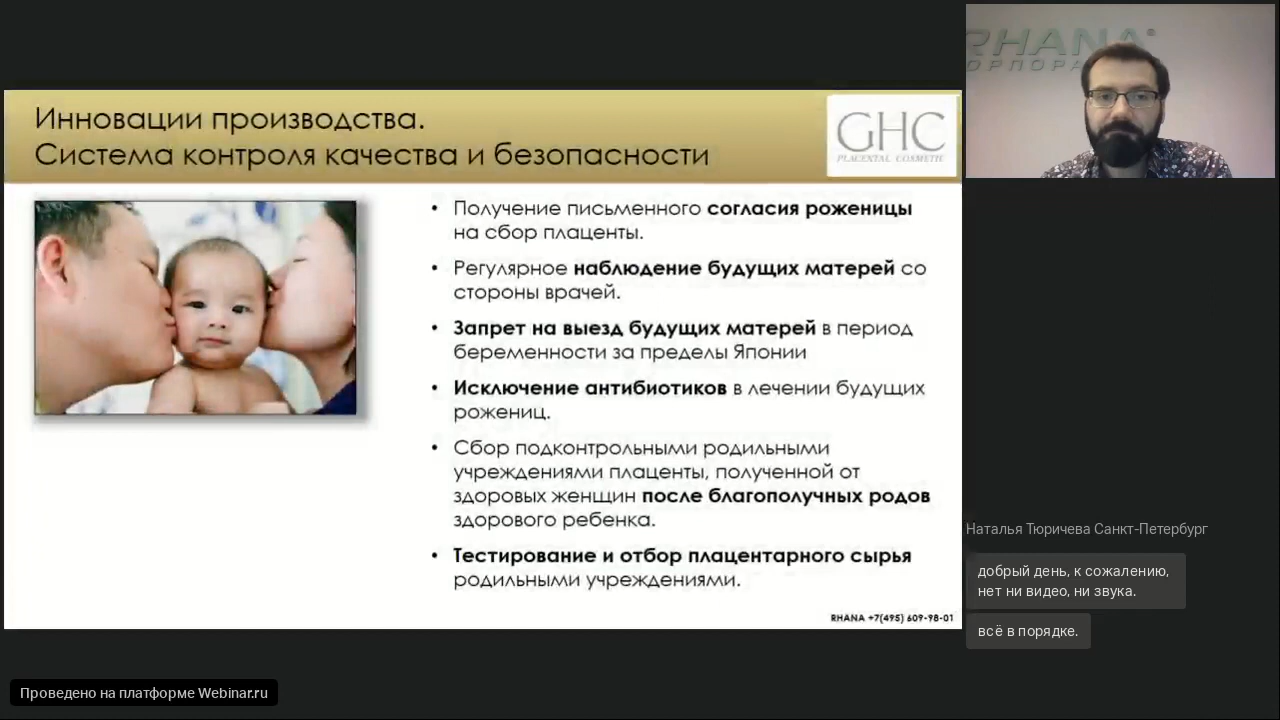 Инновации производства.
Система контроля качества и безопасности
GHC
PLACENTAL COSMETIC
• Получение письменного согласия роженицы
на сбор плаценты.
• Регулярное наблюдение будущих матерей со
стороны врачей.
• Запрет на выезд будущих матерей в период
беременности за пределы Японии
• Исключение антибиотиков в лечении будущих
рожениц.
• Сбор подконтрольными родильными
учреждениями плаценты, полученной от
здоровых женщин после благополучных родов
здорового ребенка.
• Тестирование и отбор плацентарного сырья
родильными учреждениями.
RHANA +7(495) 609-98-01
RHANA
Наталья Тюричева Санкт-Петербург
добрый день, к сожалению,
нет ни видео, ни звука.
всё в порядке.
Проведено на платформе Webinar.ru